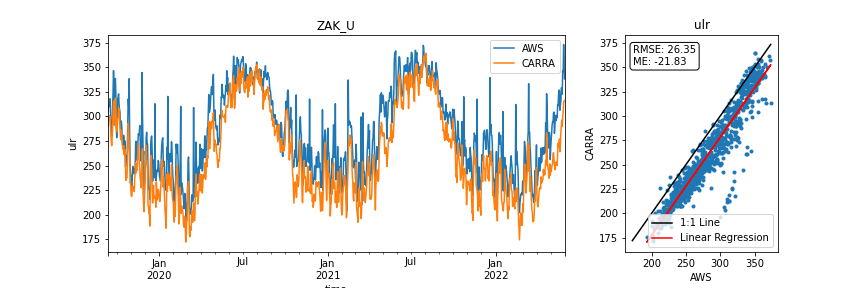 ZAK_U
ulr
375
350
325
300
275
250
225
200
175
AWS
CARRA
Jan
2020
Jul
Jan
2021
Jul
Jan
2022
time
ulr
CARRA
375
350
325
300
275
250
225
200
175
RMSE: 26.35
ME: -21.83
1:1 Line
Linear Regression
200
250
300
350
AWS